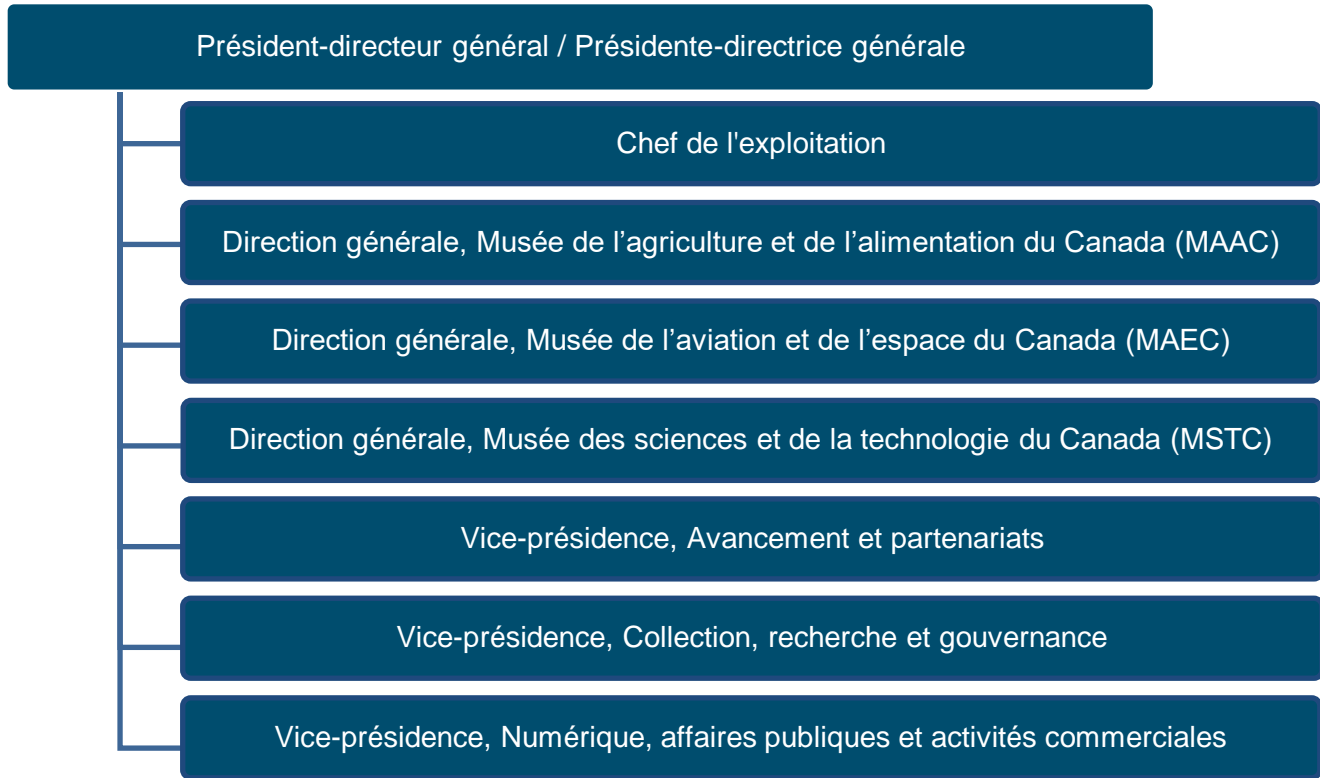 Président-directeur général / Présidente-directrice générale
Chef de l'exploitation
Direction générale, Musée de l’agriculture et de l’alimentation du Canada (MAAC)
Direction générale, Musée de l’aviation et de l’espace du Canada (MAEC)
Direction générale, Musée des sciences et de la technologie du Canada (MSTC)
Vice-présidence, Avancement et partenariats
Vice-présidence, Collection, recherche et gouvernance
Vice-présidence, Numérique, affaires publiques et activités commerciales